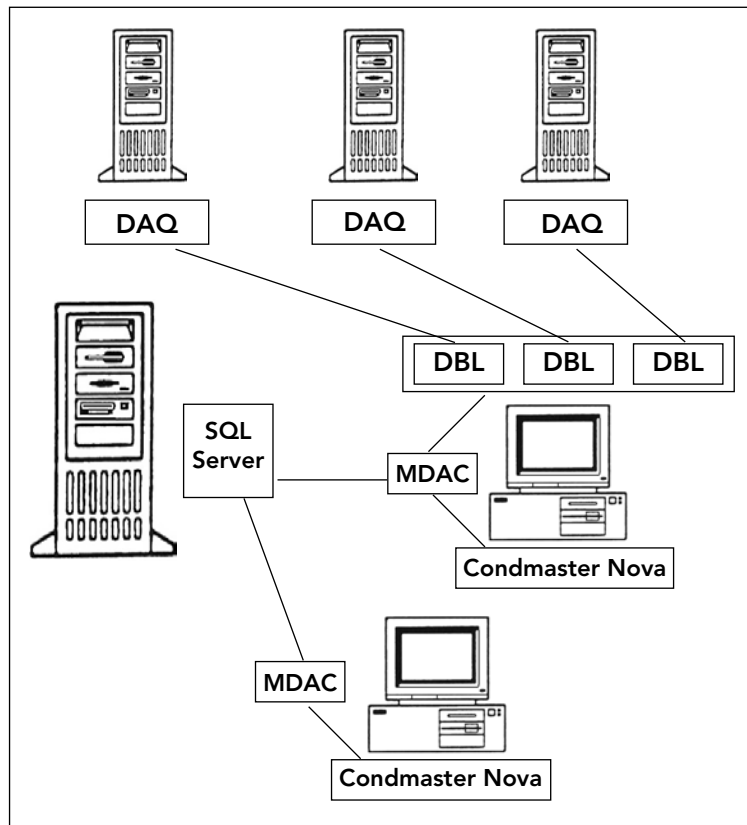 DAQ
DAQ
DAQ
DBL
DBL
DBL
SQL
Server
MDAC
Condmaster Nova
MDAC
Condmaster Nova